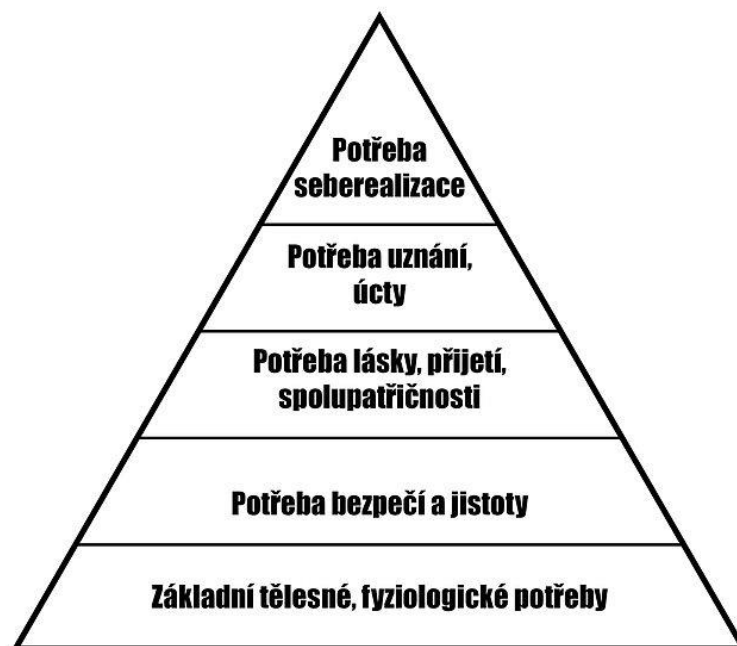 Potřeba
seberealizace
Potřeba uznání,
úcty
Potřeba lásky, přijetí,
spolupatřičnosti
Potřeba bezpečí a jistoty
Základní tělesné, fyziologické potřeby